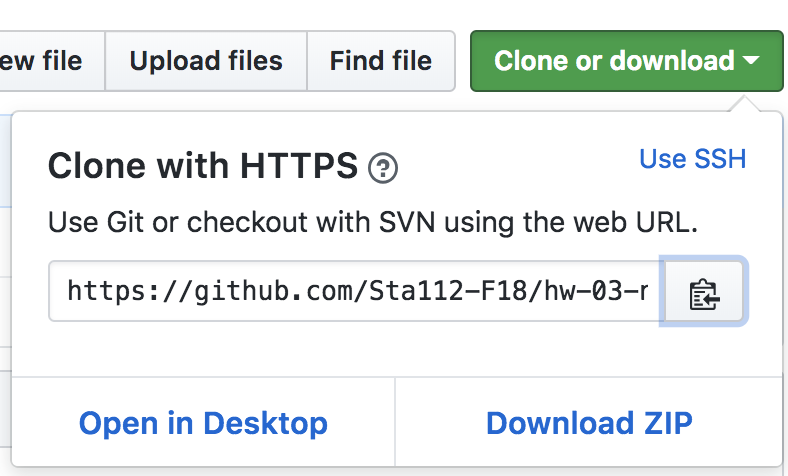 ew file
Upload files
Find file
Clone or download
Clone with HTTPS ?
Use SSH
Use Git or checkout with SVN using the web URL.
https://github.com/Sta112-F18/hw-03-r
Open in Desktop
Download ZIP